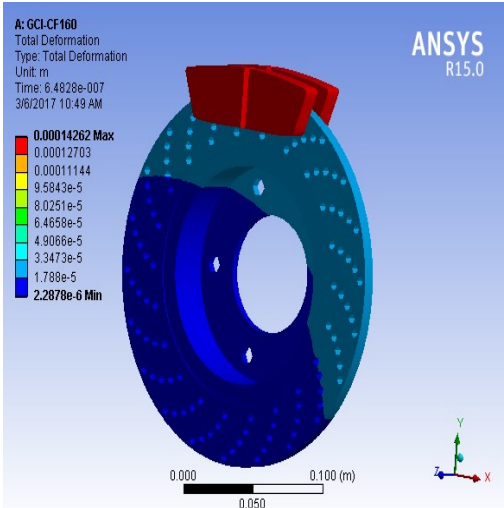 A: GCI-CF160
Total Deformation
Type: Total Deformation
Unit: m
Time: 6.4828e-007
3/6/2017 10:49 AM
ANSYS
R15.0
0.00014262 Max
0.00012703
0.00011144
9.5843e-5
8.0251e-5
6.4658e-5
4.9066e-5
3.3473e-5
1.788e-5
2.2878e-6 Min
0.000
0.100 (m)
0.050
Y
Z
X